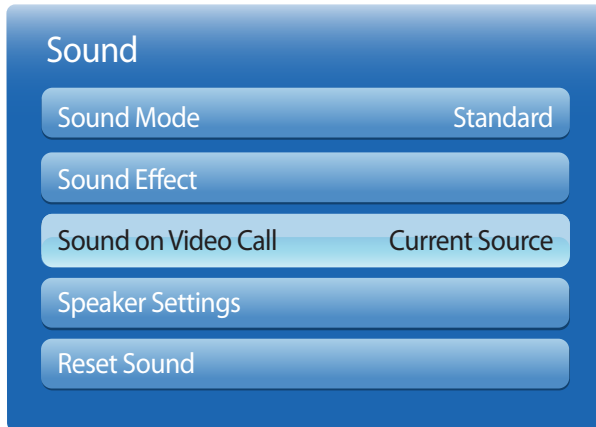 Sound
Sound Mode Standard
Sound Effect
Sound on Video Call Current Source
Speaker Settings
Reset Sound